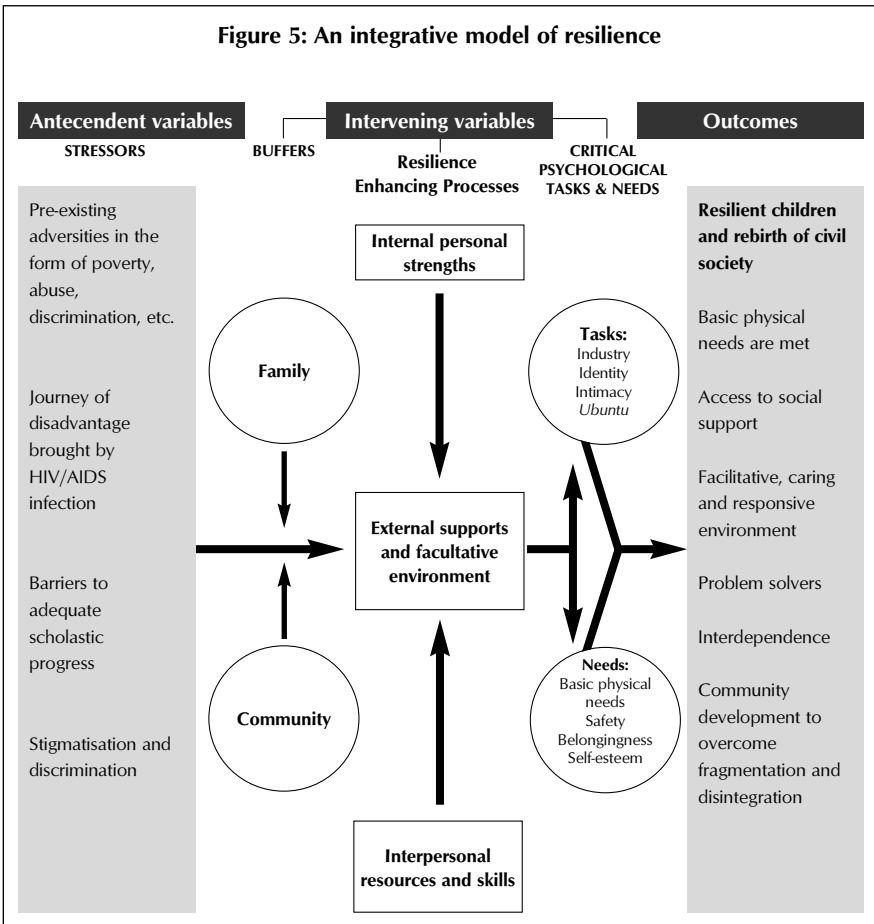 Figure 5: An integrative model of resilience
Antecendent variables
Intervening variables
Outcomes
STRESSORS
BUFFERS
Resilience
Enhancing Processes
CRITICAL
PSYCHOLOGICAL
TASKS & NEEDS
Pre-existing
adversities in the
form of poverty,
abuse,
discrimination, etc.
Journey of
disadvantage
brought by
HIV/AIDS
infection
Barriers to
adequate
scholastic
progress
Stigmatisation and
discrimination
Family
Community
Internal personal
strengths
External supports
and facultative
environment
Interpersonal
resources and skills
Tasks:
Industry
Identity
Intimacy
Ubuntu
Needs:
Basic physical
needs
Safety
Belongingness
Self-esteem
Resilient children
and rebirth of civil
society
Basic physical
needs are met
Access to social
support
Facilitative, caring
and responsive
environment
Problem solvers
Interdependence
Community
development to
overcome
fragmentation and
disintegration